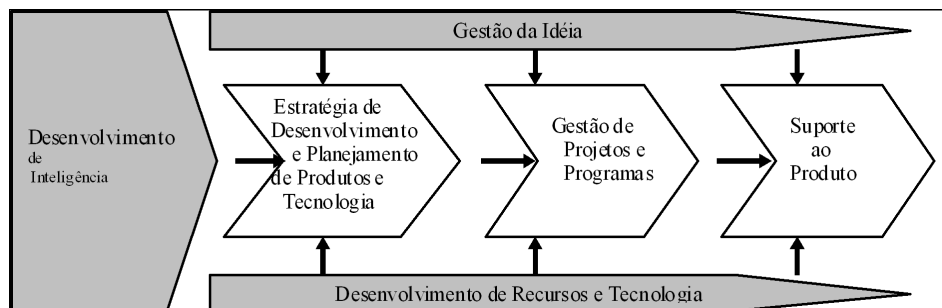 Gestão da Idéia
Desenvolvimento
de
Inteligência
Estratégia de
Desenvolvimento
e Planejamento
de Produtos e
Tecnologia
Gestão de
Projetos e
Programas
Suporte
ao
Produto
Desenvolvimento de Recursos e Tecnologia